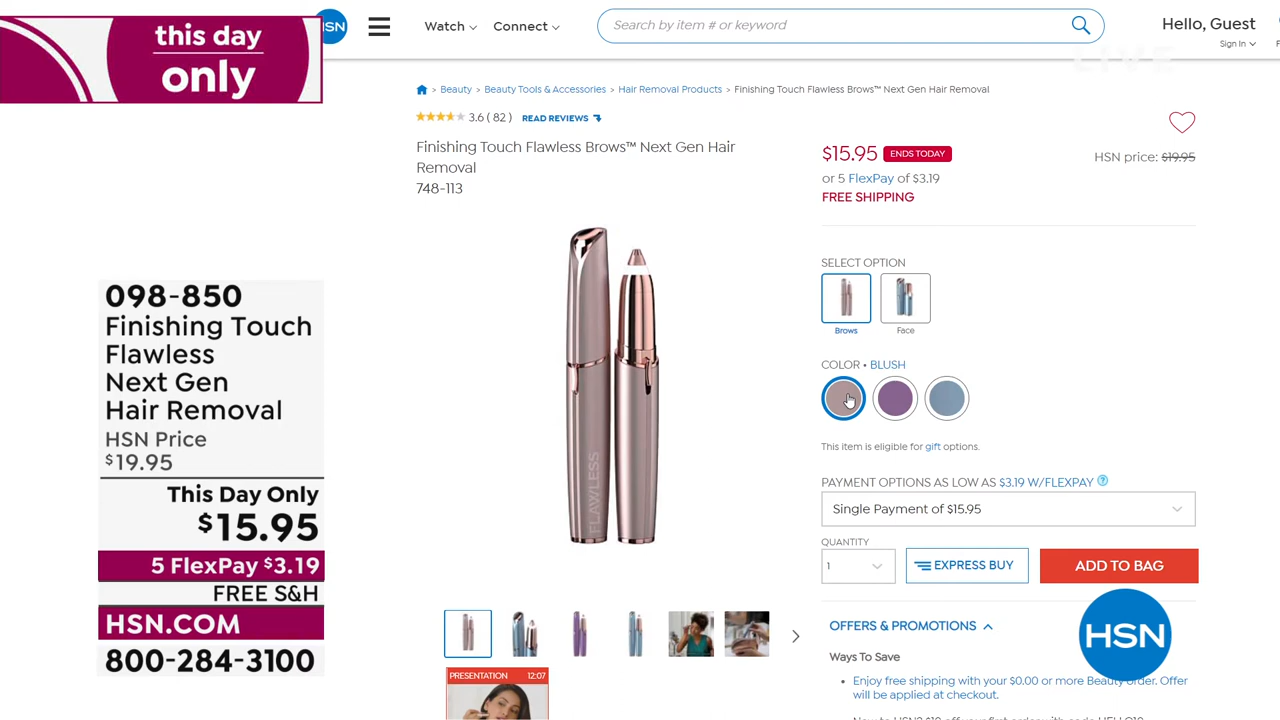 this day
only
HSN
Watch
Connect
Search by item # or keyword
Hello, Guest
Sign In
LIVE
> Beauty > Beauty Tools & Accessories > Hair Removal Products > Finishing Touch Flawless Brows™ Next Gen Hair Removal
3.6 ( 82 ) READ REVIEWS
Finishing Touch Flawless Brows™ Next Gen Hair
Removal
748-113
$15.95 ENDS TODAY
HSN price: $19.95
or 5 FlexPay of $3.19
FREE SHIPPING
SELECT OPTION
Brows
Face
COLOR • BLUSH
This item is eligible for gift options.
PAYMENT OPTIONS AS LOW AS $3.19 W/FLEXPAY ?
Single Payment of $15.95
QUANTITY
1
EXPRESS BUY
ADD TO BAG
OFFERS & PROMOTIONS
Ways To Save
• Enjoy free shipping with your $0.00 or more Beauty order. Offer
will be applied at checkout.
HSN
FLAWLESS
PRESENTATION 12:07
098-850
Finishing Touch
Flawless
Next Gen
Hair Removal
HSN Price
$19.95
This Day Only
$15.95
5 FlexPay $3.19
FREE S&H
HSN.COM
800-284-3100